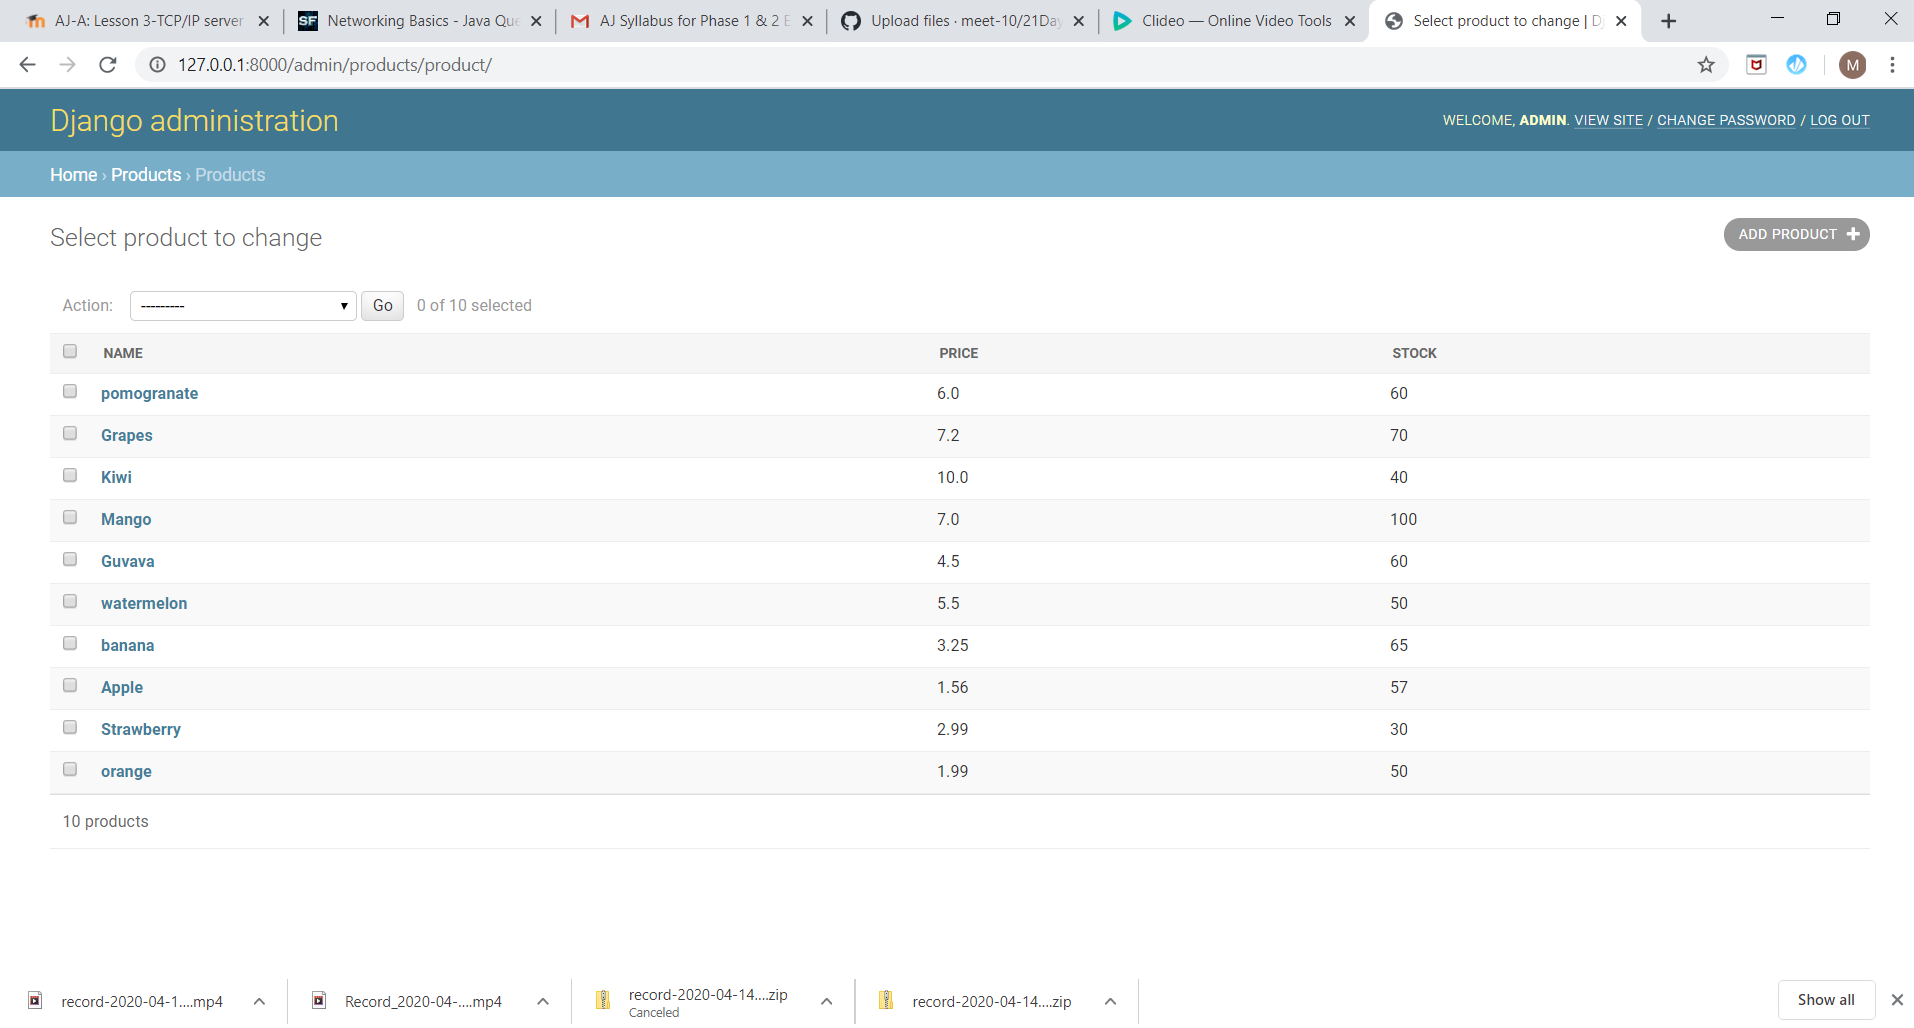 AJ-A: Lesson 3-TCP/IP server
Networking Basics - Java Que
AJ Syllabus for Phase 1 & 2 E
Upload files · meet-10/21Day
Clideo — Online Video Tools
Select product to change | Dj
127.0.0.1:8000/admin/products/product/
M
Django administration
WELCOME, ADMIN. VIEW SITE / CHANGE PASSWORD / LOG OUT
Home › Products › Products
Select product to change
ADD PRODUCT
Action: --------- Go 0 of 10 selected
NAME PRICE STOCK
pomogranate 6.0 60
Grapes 7.2 70
Kiwi 10.0 40
Mango 7.0 100
Guvava 4.5 60
watermelon 5.5 50
banana 3.25 65
Apple 1.56 57
Strawberry 2.99 30
orange 1.99 50
10 products
record-2020-04-1....mp4
Record_2020-04-....mp4
record-2020-04-14....zip
Canceled
record-2020-04-14....zip
Show all